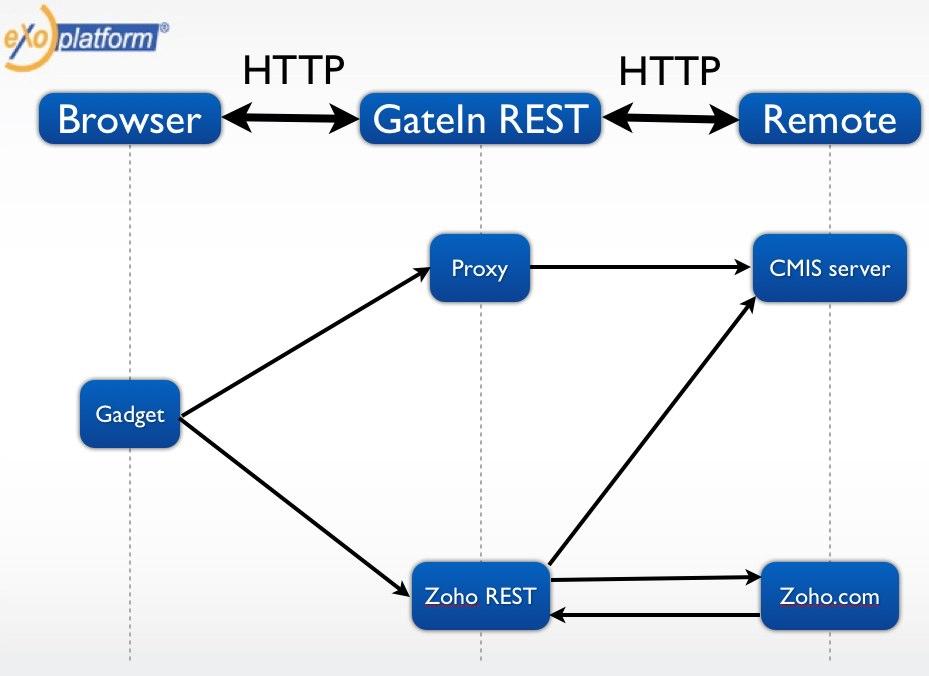 eXo platform®
HTTP HTTP
Browser GateIn REST Remote
Proxy CMIS server
Gadget
Zoho REST Zoho.com